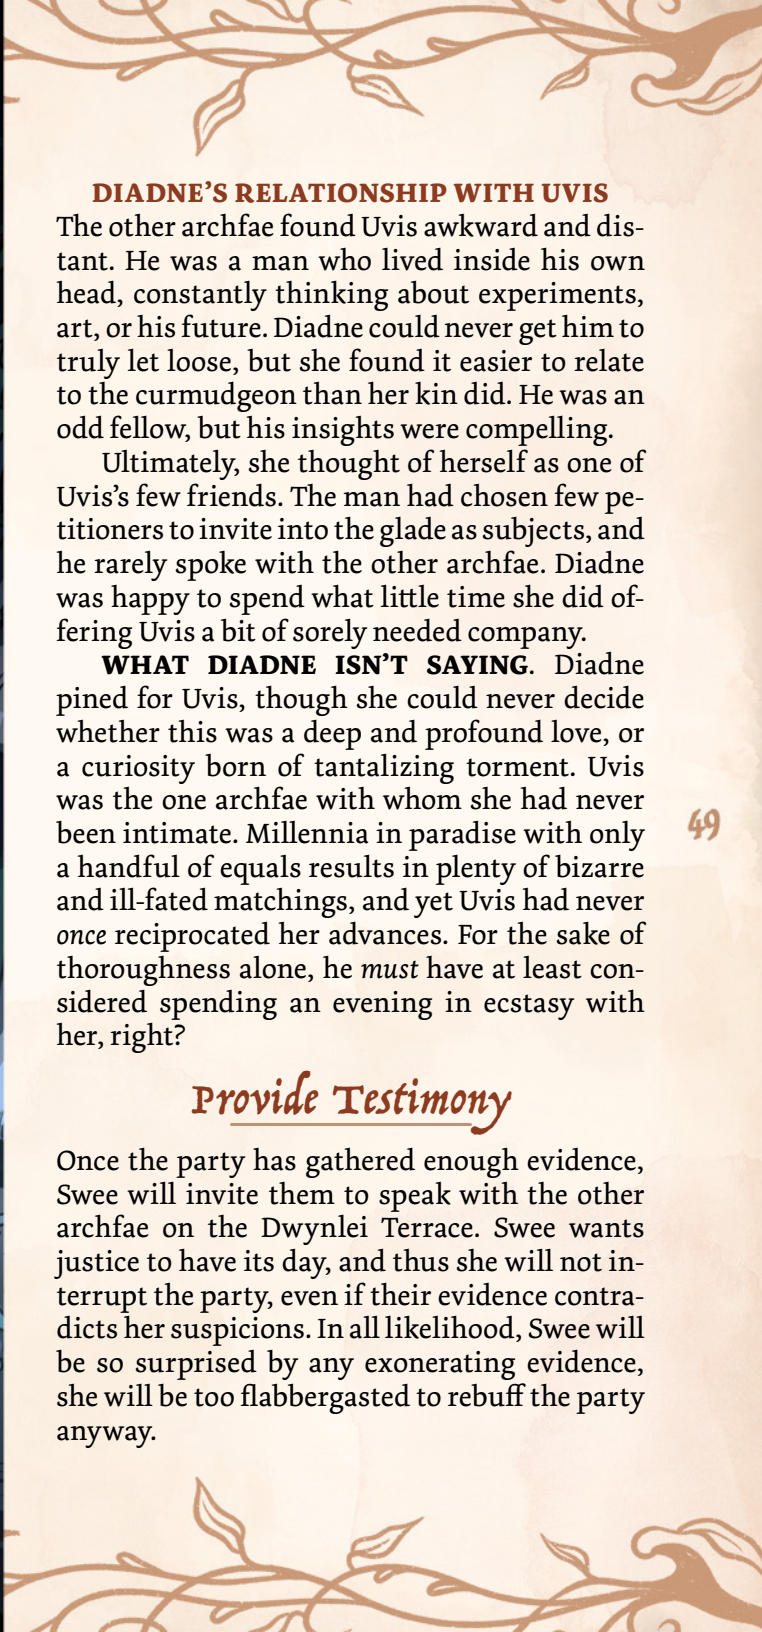 DIADNE’S RELATIONSHIP WITH UVIS
The other archfae found Uvis awkward and dis-
tant. He was a man who lived inside his own
head, constantly thinking about experiments,
art, or his future. Diadne could never get him to
truly let loose, but she found it easier to relate
to the curmudgeon than her kin did. He was an
odd fellow, but his insights were compelling.
Ultimately, she thought of herself as one of
Uvis’s few friends. The man had chosen few pe-
titioners to invite into the glade as subjects, and
he rarely spoke with the other archfae. Diadne
was happy to spend what little time she did of-
fering Uvis a bit of sorely needed company.
WHAT DIADNE ISN’T SAYING. Diadne
pined for Uvis, though she could never decide
whether this was a deep and profound love, or
a curiosity born of tantalizing torment. Uvis
was the one archfae with whom she had never
been intimate. Millennia in paradise with only
a handful of equals results in plenty of bizarre
and ill-fated matchings, and yet Uvis had never
once reciprocated her advances. For the sake of
thoroughness alone, he must have at least con-
sidered spending an evening in ecstasy with
her, right?
Provide Testimony
Once the party has gathered enough evidence,
Swee will invite them to speak with the other
archfae on the Dwynlei Terrace. Swee wants
justice to have its day, and thus she will not in-
terrupt the party, even if their evidence contra-
dicts her suspicions. In all likelihood, Swee will
be so surprised by any exonerating evidence,
she will be too flabbergasted to rebuff the party
anyway.
49